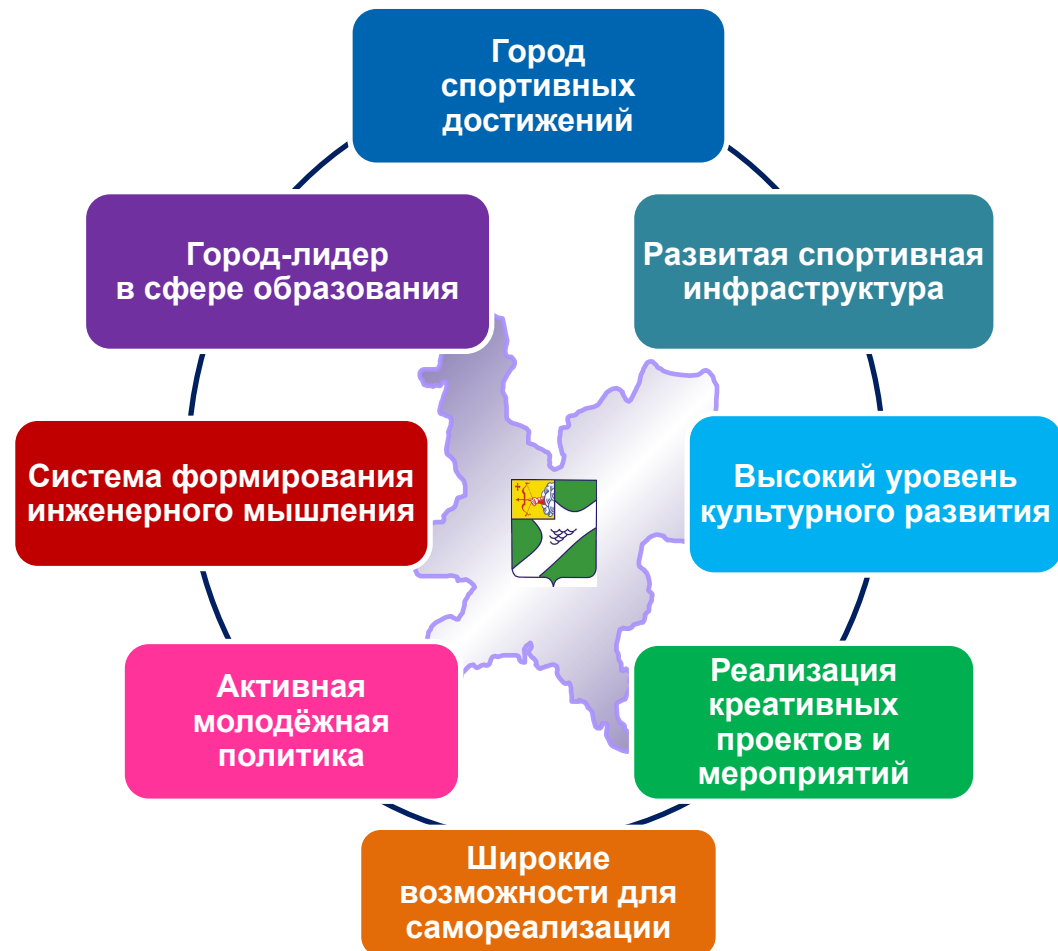 Город
спортивных
достижений
Город-лидер
в сфере образования
Развитая спортивная
инфраструктура
Система формирования
инженерного мышления
Высокий уровень
культурного развития
Активная
молодёжная
политика
Реализация
креативных
проектов и
мероприятий
Широкие
возможности для
самореализации